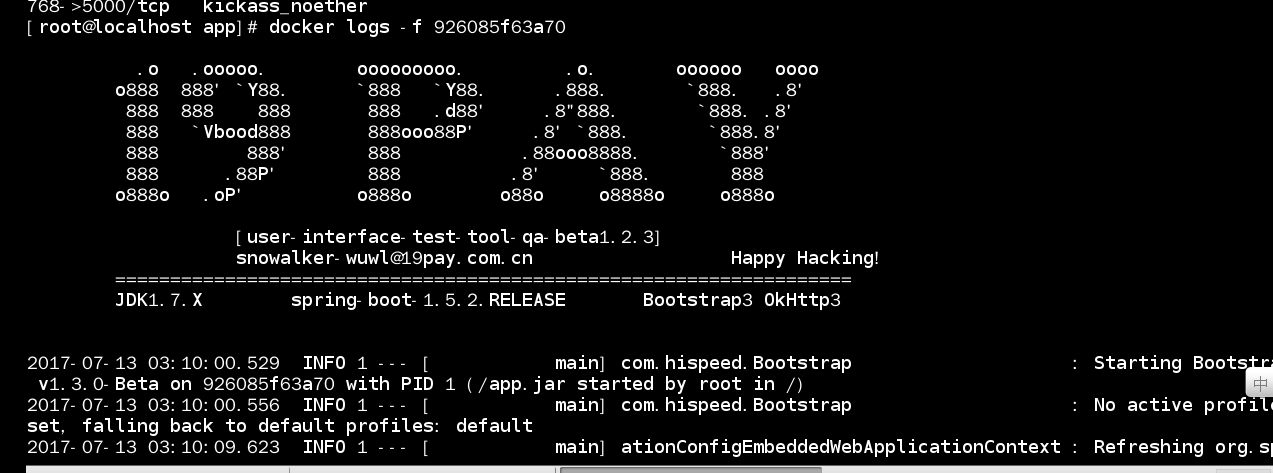 768->5000/tcp   kickass_noether
[root@localhost app]# docker logs -f 926085f63a70
        .o   .ooooo.         ooooooooo.          .o.        oooooo   oooo
      o888  888' `Y88.      `888   `Y88.       .888.       `888.   .8'
       888  888    888       888   .d88'      .8"888.       `888. .8'
       888   `Vbood888       888ooo88P'      .8' `888.       `888.8'
       888        888'       888            .88ooo8888.       `888'
       888      .88P'        888           .8'     `888.       888
      o888o   .oP'          o888o         o88o     o8888o     o888o
[user-interface-test-tool-qa-beta1.2.3]
snowalker-wuwl@19pay.com.cn                  Happy Hacking!
===================================================================
JDK1.7.X        spring-boot-1.5.2.RELEASE       Bootstrap3 OkHttp3
2017-07-13 03:10:00.529  INFO 1 --- [           main] com.hispeed.Bootstrap                    : Starting Bootstra
 v1.3.0-Beta on 926085f63a70 with PID 1 (/app.jar started by root in /)
2017-07-13 03:10:00.556  INFO 1 --- [           main] com.hispeed.Bootstrap                    : No active profile
set, falling back to default profiles: default
2017-07-13 03:10:09.623  INFO 1 --- [           main] ationConfigEmbeddedWebApplicationContext : Refreshing org.sp
中